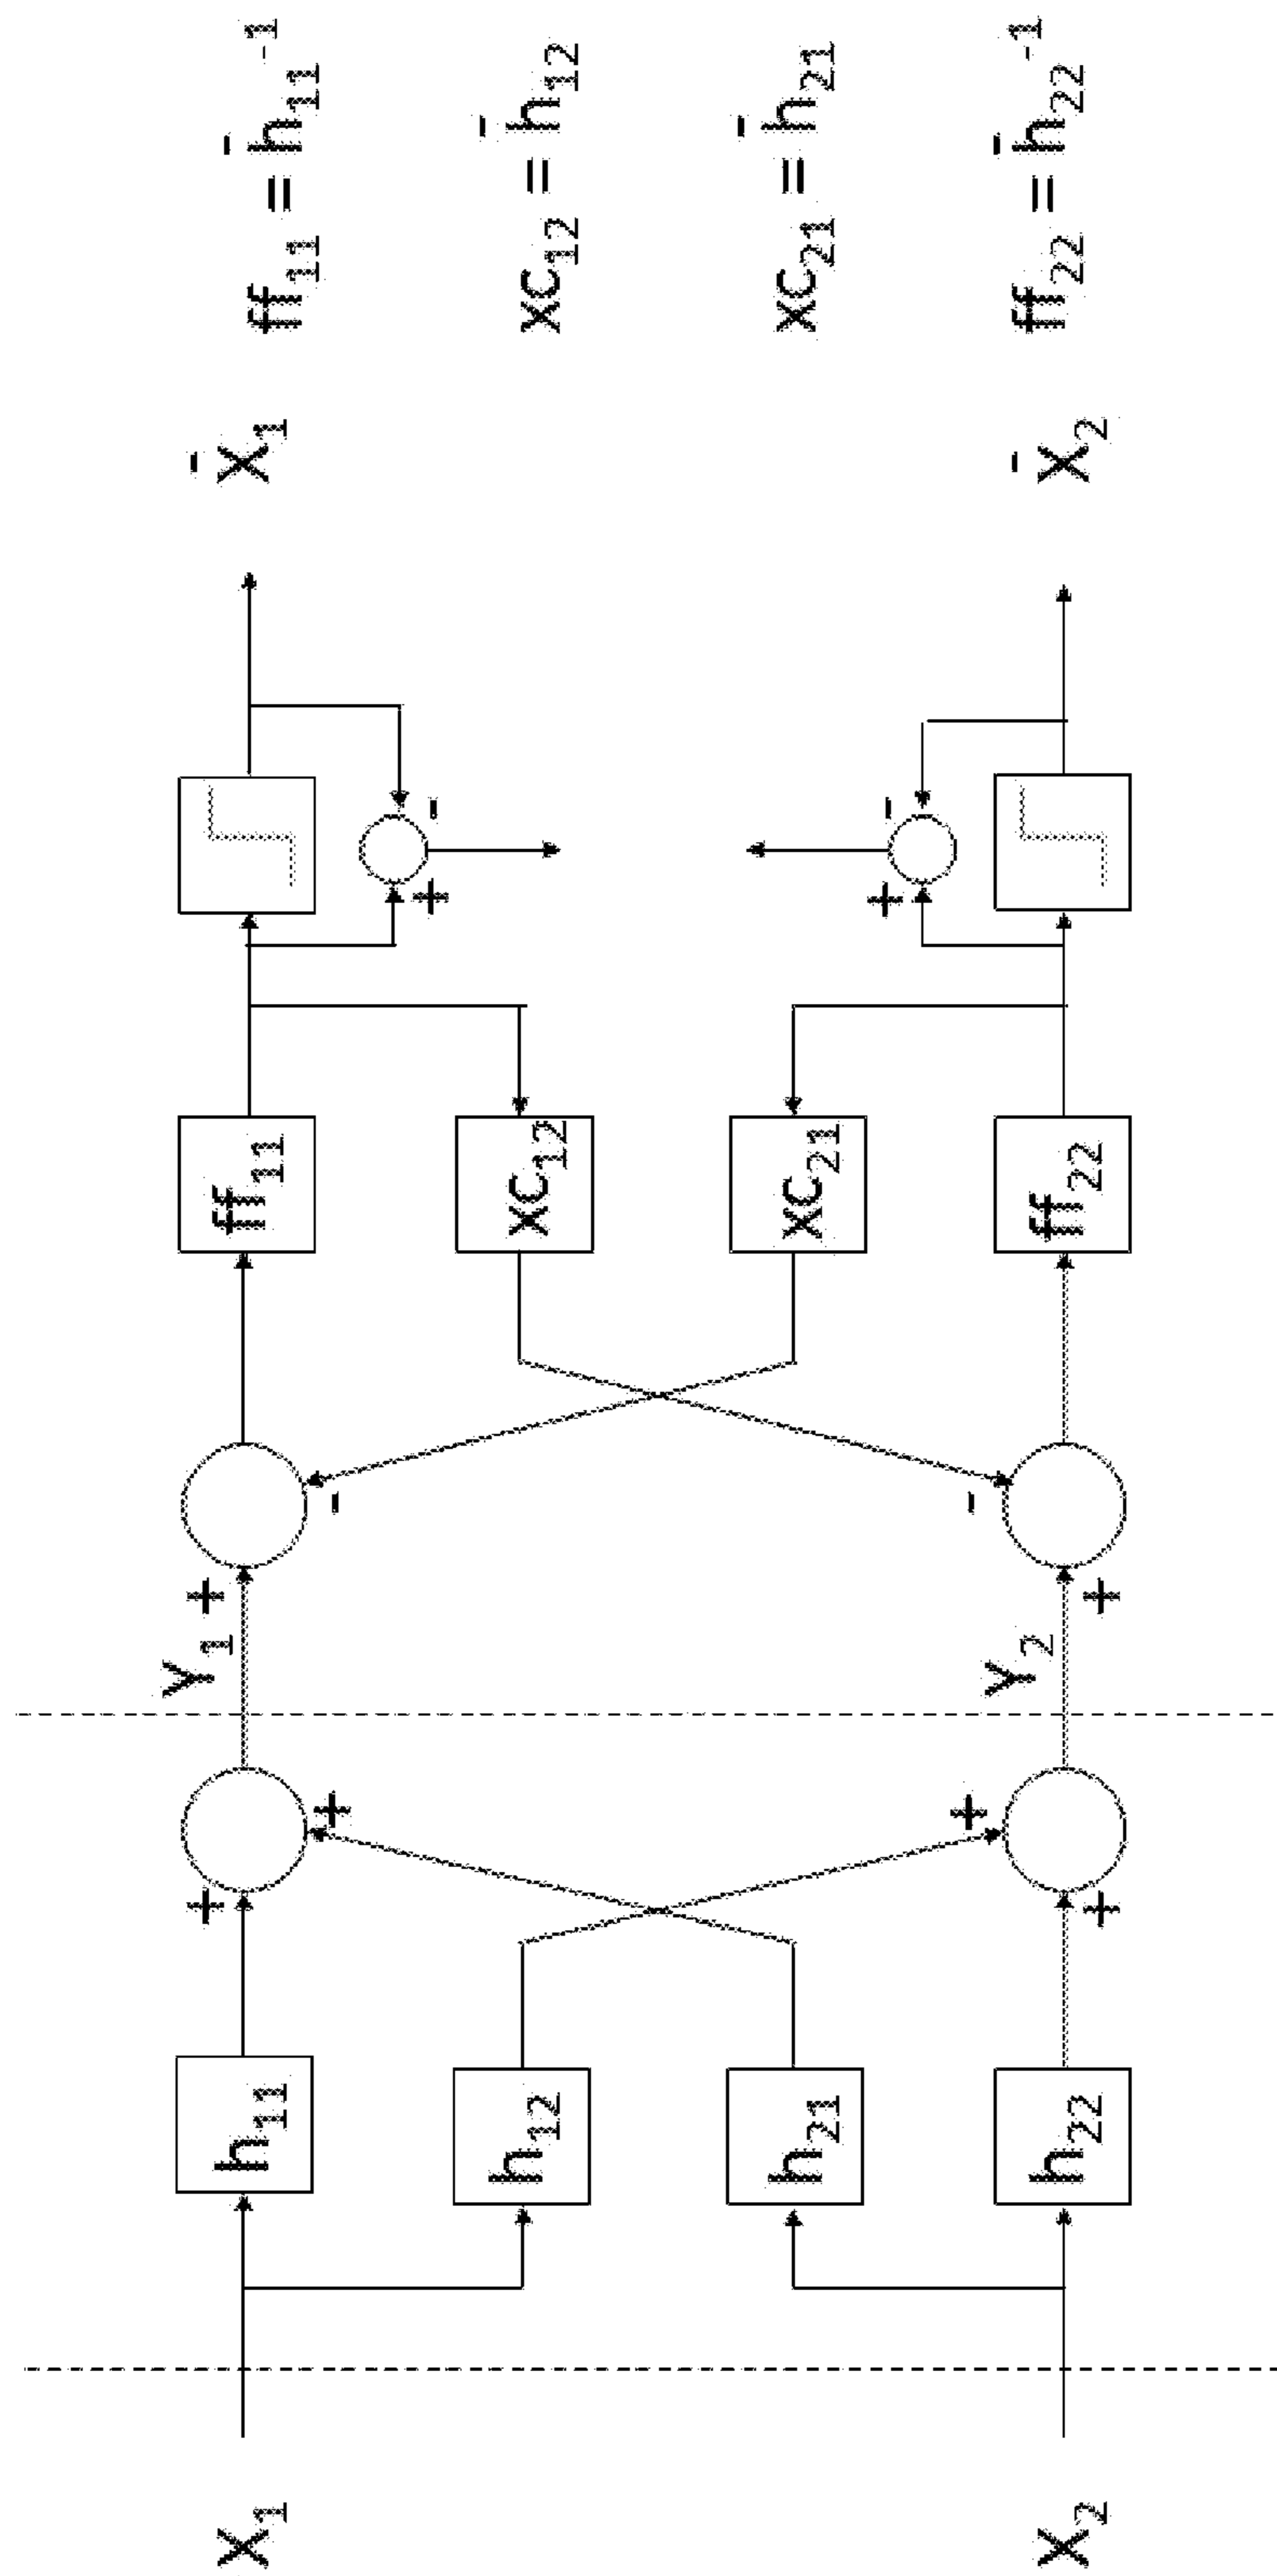 X₁
X₂
h₁₁
h₁₂
h₂₁
h₂₂
+
+
+
+
Y₁
Y₂
+
-
-
+
ff₁₁
xc₁₂
xc₂₁
ff₂₂
+
-
+
-
X̄₁
X̄₂
ff₁₁ = h̄₁₁⁻¹
xc₁₂ = h̄₁₂
xc₂₁ = h̄₂₁
ff₂₂ = h̄₂₂⁻¹